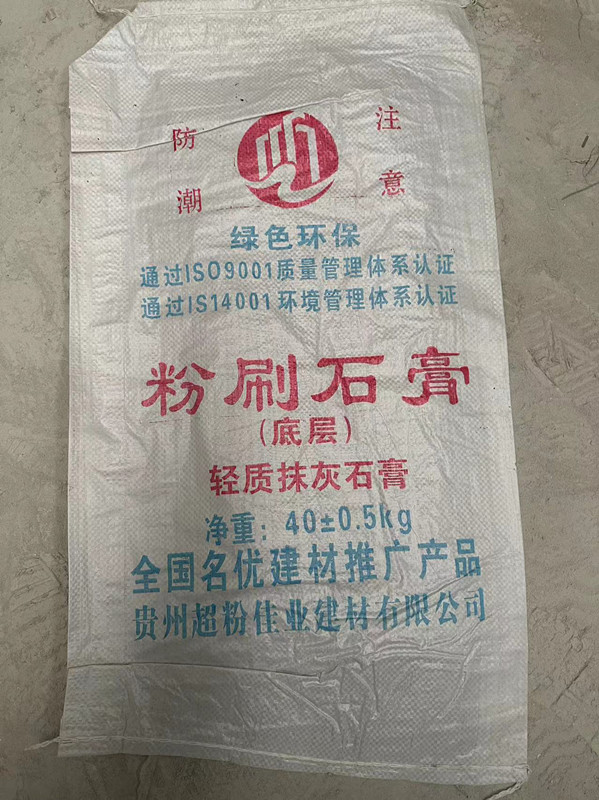 注意
防潮
绿色环保
通过ISO9001质量管理体系认证
通过IS14001环境管理体系认证
粉刷石膏
(底层)
轻质抹灰石膏
净重：40±0.5kg
全国名优建材推广产品
贵州超粉佳业建材有限公司